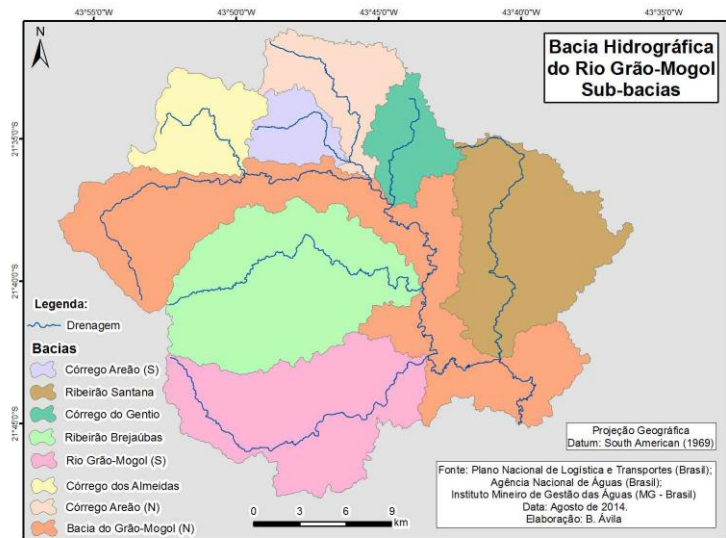 43°55'0"W 43°50'0"W 43°45'0"W 43°40'0"W 43°35'0"W
N
Bacia Hidrográfica
do Rio Grão-Mogol
Sub-bacias
21°35'0"S
21°40'0"S
21°45'0"S
Legenda:
Drenagem
Bacias
Córrego Areão (S)
Ribeirão Santana
Córrego do Gentio
Ribeirão Brejaúbas
Rio Grão-Mogol (S)
Córrego dos Almeidas
Córrego Areão (N)
Bacia do Grão-Mogol (N)
0 3 6 9
km
Projeção Geográfica
Datum: South American (1969)
Fonte: Plano Nacional de Logística e Transportes (Brasil);
Agência Nacional de Águas (Brasil);
Instituto Mineiro de Gestão das Águas (MG - Brasil)
Data: Agosto de 2014.
Elaboração: B. Ávila